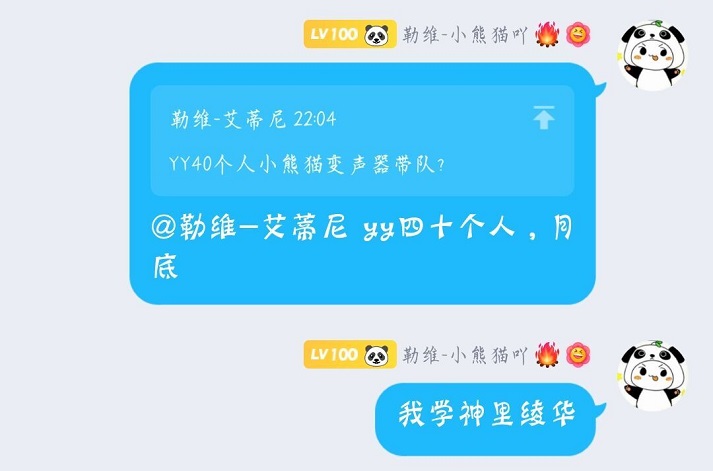 LV100 勒维-小熊猫吖
勒维-艾蒂尼 22:04
YY40个人小熊猫变声器带队?
@勒维-艾蒂尼 yy四十个人，月
底
LV100 勒维-小熊猫吖
我学神里绫华